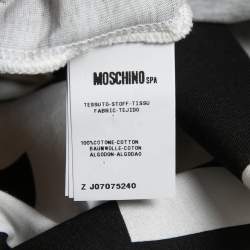 MOSCHINO SPA
TESSUTO-STOFF-TISSU
FABRIC-TEJIDO
100%COTONE-COTTON
BAUMWOLLE-COTON
ALGODON-ALGODAO
Z J07075240